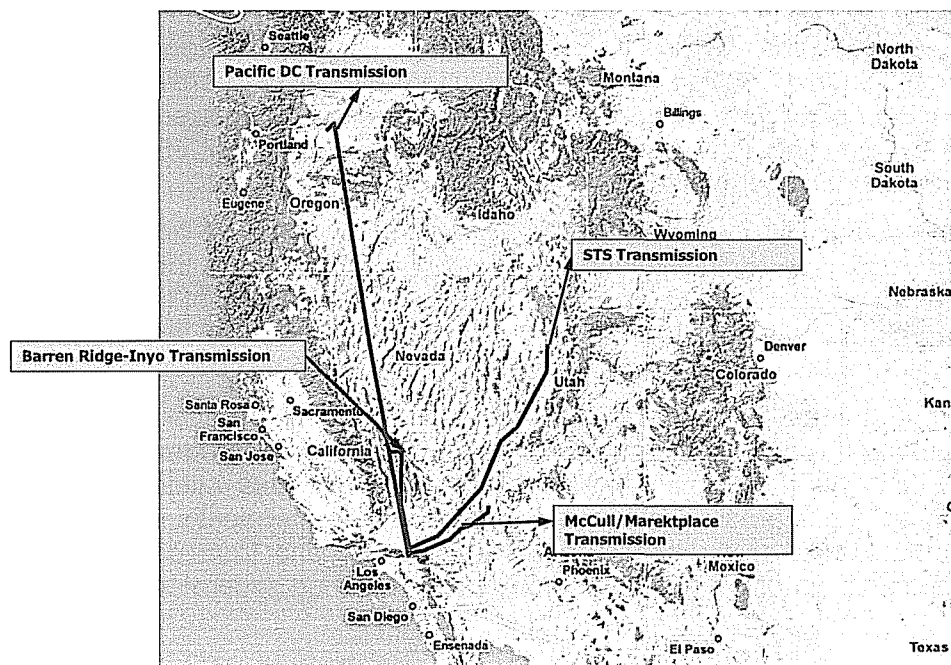 Seattle
North
Dakota
Pacific DC Transmission
Montana
Billings
Portland
South
Dakota
Eugene
Oregon
Idaho
Wyoming
STS Transmission
Nebraska
Barren Ridge-Inyo Transmission
Nevada
Denver
Colorado
Utah
Santa Rosa
Sacramento
Kan
San
Francisco
California
San Jose
McCull/Marektplace
Transmission
Los
Angeles
Phoenix
Mexico
San Diego
Ensenada
El Paso
Texas